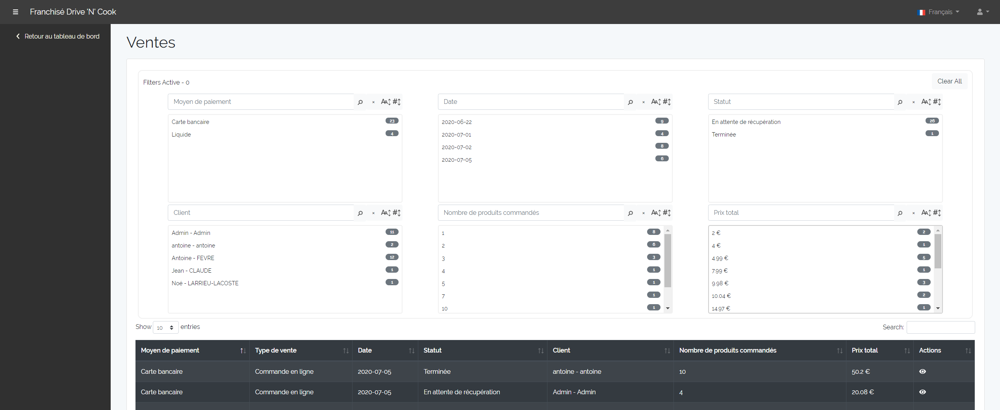 Franchisé Drive 'N' Cook
Français
Retour au tableau de bord
Ventes
Filters Active - 0
Clear All
Moyen de paiement
Carte bancaire 23
Liquide 4
Date
2020-06-22 9
2020-07-01 4
2020-07-02 8
2020-07-05 6
Statut
En attente de récupération 26
Terminée 1
Client
Admin - Admin 11
antoine - antoine 2
Antoine - FEVRE 12
Jean - CLAUDE 1
Noé - LARRIEU-LACOSTE 1
Nombre de produits commandés
1 8
2 6
3 3
4 1
5 1
7 1
10 1
Prix total
2 € 2
4 € 1
4.99 € 5
7.99 € 1
9.98 € 3
10.04 € 2
14.97 € 1
Show 10 entries
Search:
Moyen de paiement Type de vente Date Statut Client Nombre de produits commandés Prix total Actions
Carte bancaire Commande en ligne 2020-07-05 Terminée antoine - antoine 10 50.2 €
Carte bancaire Commande en ligne 2020-07-05 En attente de récupération Admin - Admin 4 20.08 €